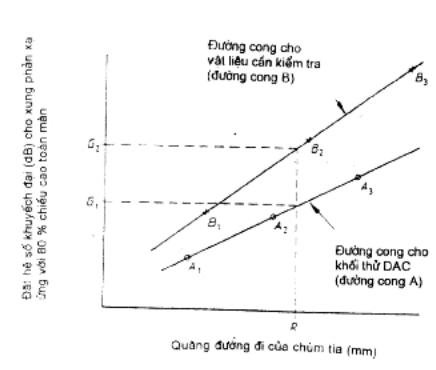 Đường cong cho
vật liệu cần kiểm tra
(đường cong B)
B₃
G₂
B₂
G₁
B₁
A₃
A₂
A₁
Đường cong cho
khối thử DAC
(đường cong A)
R
Quãng đường đi của chùm tia (mm)
Đặt hệ số khuyếch đại (dB) cho xung phản xạ
ứng với 80 % chiều cao toàn màn